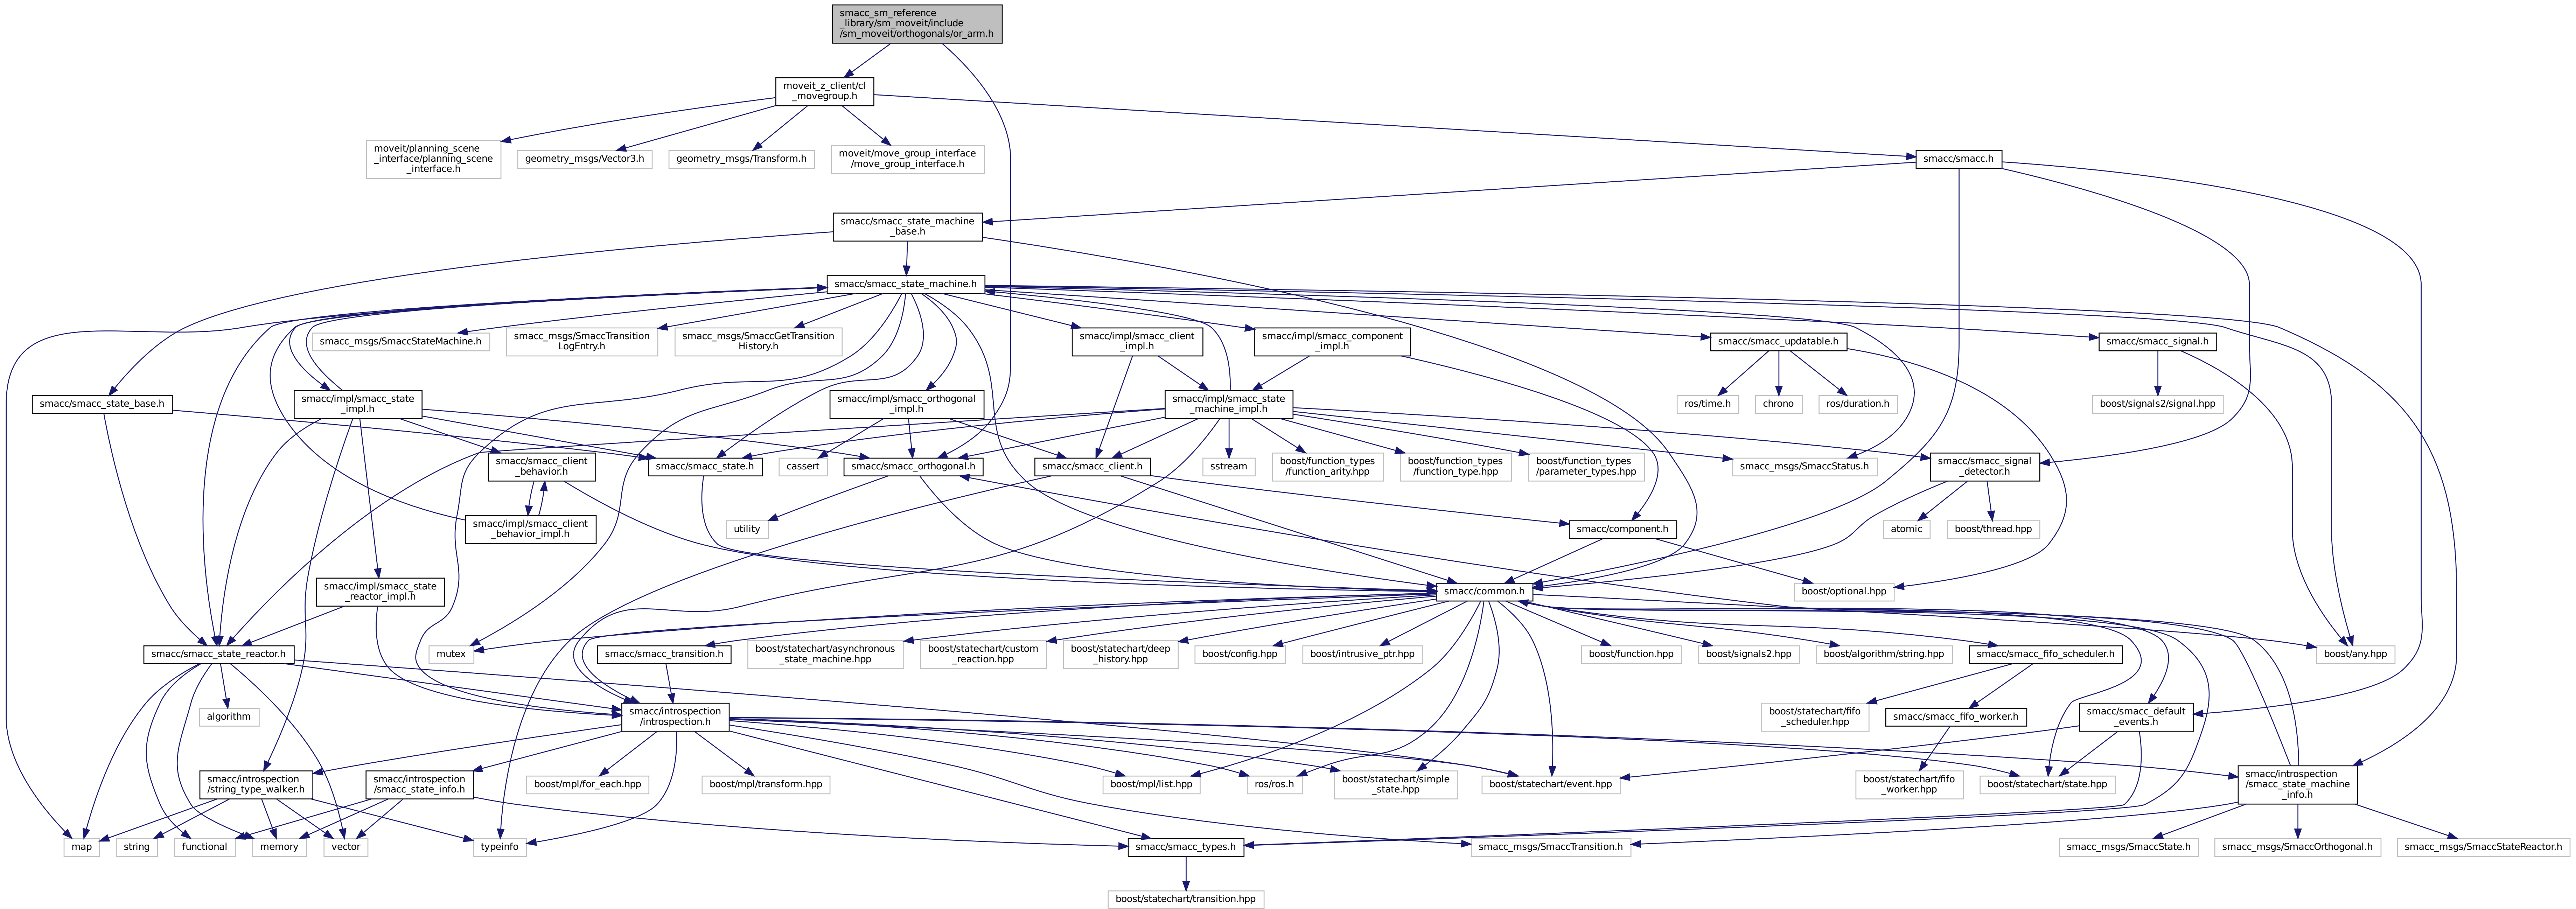 smacc_sm_reference
_library/sm_moveit/include
/sm_moveit/orthogonals/or_arm.h
moveit_z_client/cl
_movegroup.h
moveit/planning_scene
_interface/planning_scene
_interface.h
geometry_msgs/Vector3.h
geometry_msgs/Transform.h
moveit/move_group_interface
/move_group_interface.h
smacc/smacc.h
smacc/smacc_state_machine
_base.h
smacc/smacc_state_machine.h
smacc_msgs/SmaccStateMachine.h
smacc_msgs/SmaccTransition
LogEntry.h
smacc_msgs/SmaccGetTransition
History.h
smacc/impl/smacc_client
_impl.h
smacc/impl/smacc_component
_impl.h
smacc/smacc_updatable.h
smacc/smacc_signal.h
smacc/smacc_state_base.h
smacc/impl/smacc_state
_impl.h
smacc/impl/smacc_orthogonal
_impl.h
smacc/impl/smacc_state
_machine_impl.h
ros/time.h
chrono
ros/duration.h
boost/signals2/signal.hpp
smacc/smacc_client
_behavior.h
smacc/smacc_state.h
cassert
smacc/smacc_orthogonal.h
smacc/smacc_client.h
sstream
boost/function_types
/function_arity.hpp
boost/function_types
/function_type.hpp
boost/function_types
/parameter_types.hpp
smacc_msgs/SmaccStatus.h
smacc/smacc_signal
_detector.h
smacc/impl/smacc_client
_behavior_impl.h
utility
smacc/component.h
atomic
boost/thread.hpp
smacc/impl/smacc_state
_reactor_impl.h
smacc/common.h
boost/optional.hpp
smacc/smacc_state_reactor.h
mutex
smacc/smacc_transition.h
boost/statechart/asynchronous
_state_machine.hpp
boost/statechart/custom
_reaction.hpp
boost/statechart/deep
_history.hpp
boost/config.hpp
boost/intrusive_ptr.hpp
boost/function.hpp
boost/signals2.hpp
boost/algorithm/string.hpp
smacc/smacc_fifo_scheduler.h
boost/any.hpp
algorithm
smacc/introspection
/introspection.h
boost/statechart/fifo
_scheduler.hpp
smacc/smacc_fifo_worker.h
smacc/smacc_default
_events.h
smacc/introspection
/string_type_walker.h
smacc/introspection
/smacc_state_info.h
boost/mpl/for_each.hpp
boost/mpl/transform.hpp
boost/mpl/list.hpp
ros/ros.h
boost/statechart/simple
_state.hpp
boost/statechart/event.hpp
boost/statechart/fifo
_worker.hpp
boost/statechart/state.hpp
smacc/introspection
/smacc_state_machine
_info.h
map
string
functional
memory
vector
typeinfo
smacc/smacc_types.h
smacc_msgs/SmaccTransition.h
smacc_msgs/SmaccState.h
smacc_msgs/SmaccOrthogonal.h
smacc_msgs/SmaccStateReactor.h
boost/statechart/transition.hpp